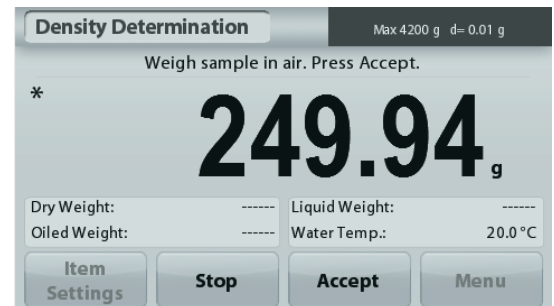 Density Determination
Max 4200 g d= 0.01 g
Weigh sample in air. Press Accept.
*
249.94 g
Dry Weight: ------ Liquid Weight: ------
Oiled Weight: ------ Water Temp.: 20.0 °C
Item Settings
Stop
Accept
Menu